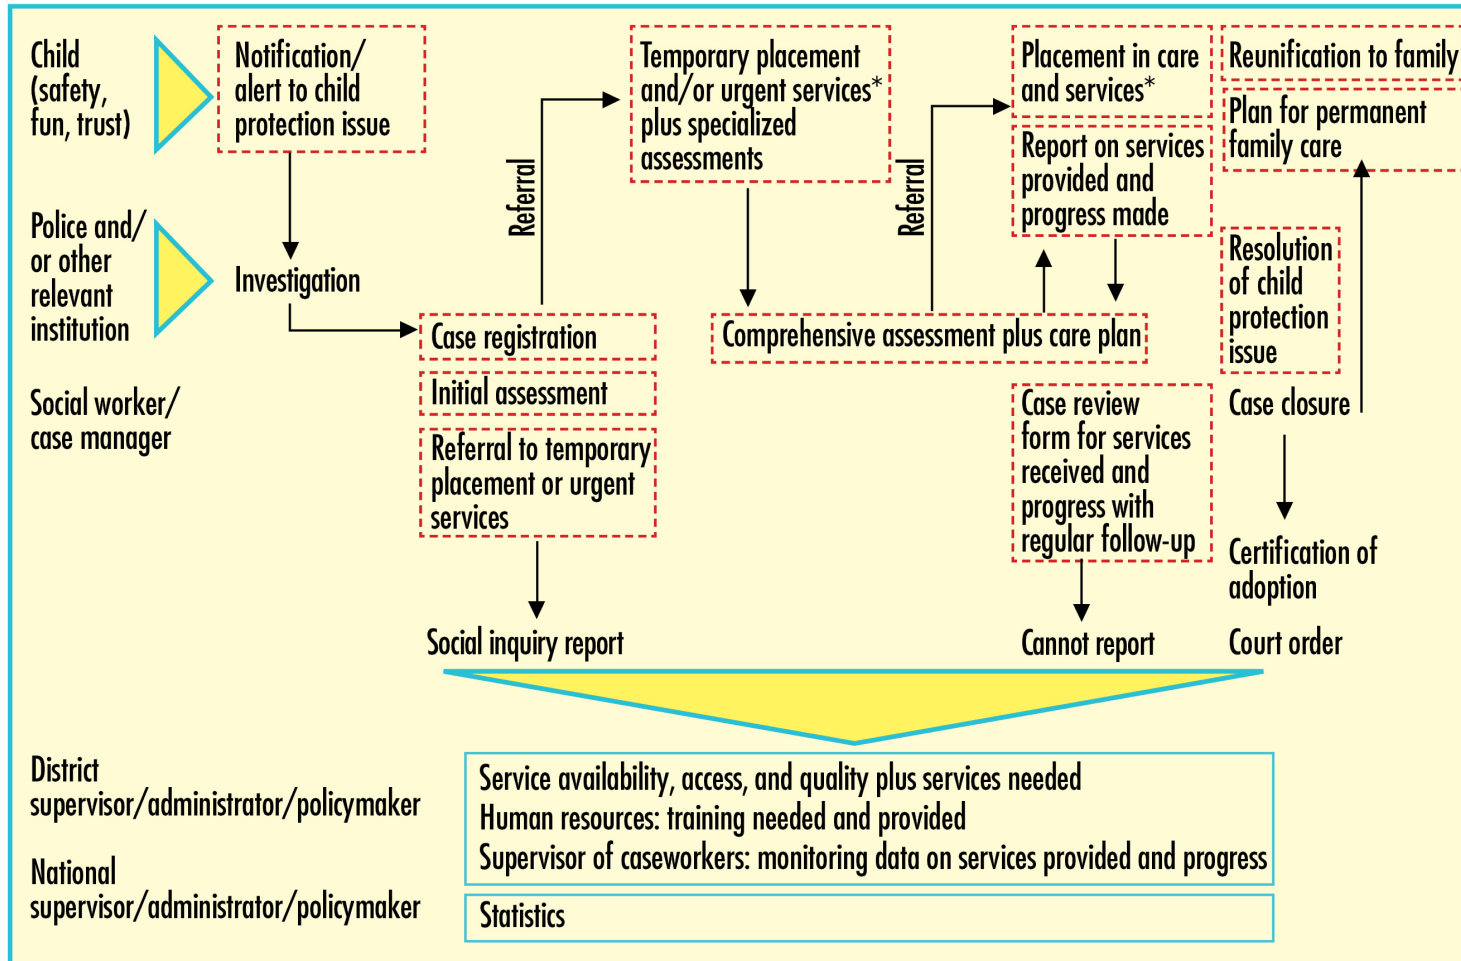 Child
(safety,
fun, trust)
Notification/
alert to child
protection issue
Temporary placement
and/or urgent services*
plus specialized
assessments
Placement in care
and services*
Report on services
provided and
progress made
Reunification to family
Plan for permanent
family care
Referral
Referral
Police and/
or other
relevant
institution
Investigation
Resolution
of child
protection
issue
Case registration
Comprehensive assessment plus care plan
Social worker/
case manager
Initial assessment
Referral to temporary
placement or urgent
services
Case review
form for services
received and
progress with
regular follow-up
Case closure
Certification of
adoption
Social inquiry report
Cannot report
Court order
District
supervisor/administrator/policymaker
Service availability, access, and quality plus services needed
Human resources: training needed and provided
Supervisor of caseworkers: monitoring data on services provided and progress
National
supervisor/administrator/policymaker
Statistics